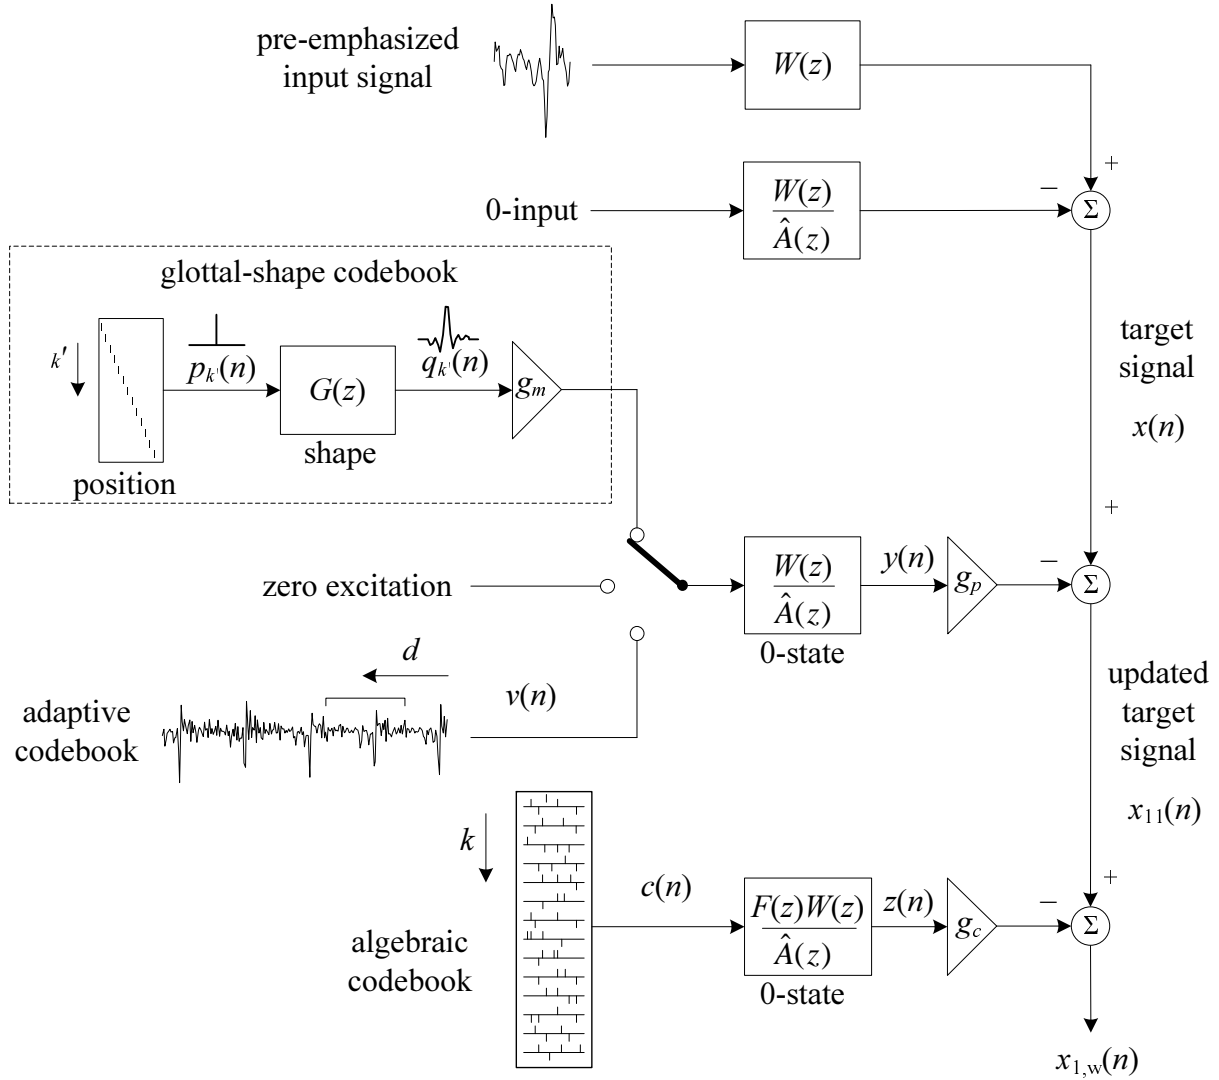 pre-emphasized
input signal
W(z)
+
0-input
W(z)
Â(z)
−
Σ
glottal-shape codebook
k'
p_k'(n)
q_k'(n)
G(z)
g_m
shape
position
target
signal
x(n)
+
zero excitation
W(z)
Â(z)
0-state
y(n)
g_p
−
Σ
d
v(n)
adaptive
codebook
updated
target
signal
x_11(n)
k
c(n)
algebraic
codebook
F(z)W(z)
Â(z)
0-state
z(n)
g_c
−
+
Σ
x_1,w(n)